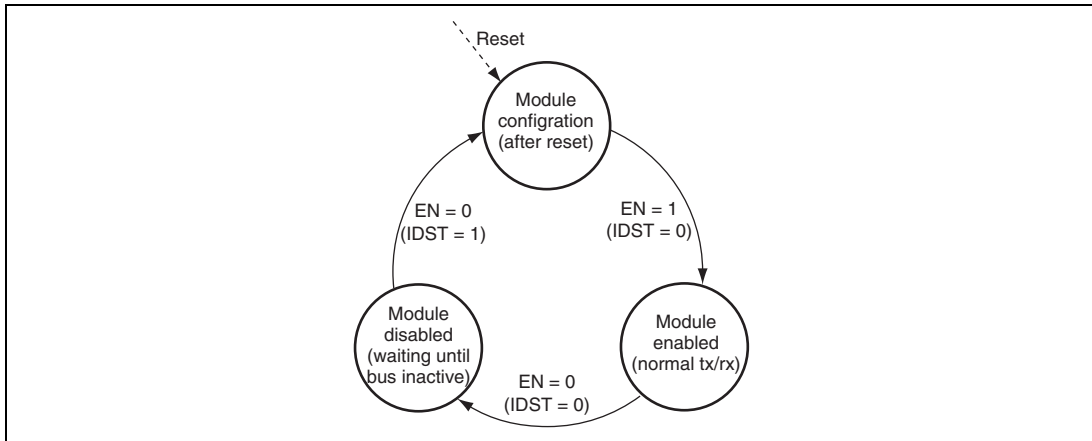 Reset
Module
configration
(after reset)
EN = 0
(IDST = 1)
EN = 1
(IDST = 0)
Module
disabled
(waiting until
bus inactive)
Module
enabled
(normal tx/rx)
EN = 0
(IDST = 0)